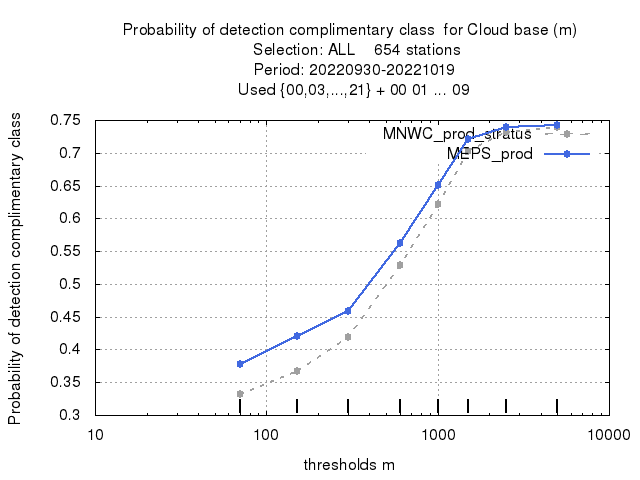 Probability of detection complimentary class  for Cloud base (m)
Selection: ALL    654 stations
Period: 20220930-20221019
Used {00,03,...,21} + 00 01 ... 09
Probability of detection complimentary class
0.75
0.7
0.65
0.6
0.55
0.5
0.45
0.4
0.35
0.3
MNWC_prod_stratus
MEPS_prod
10
100
1000
10000
thresholds m